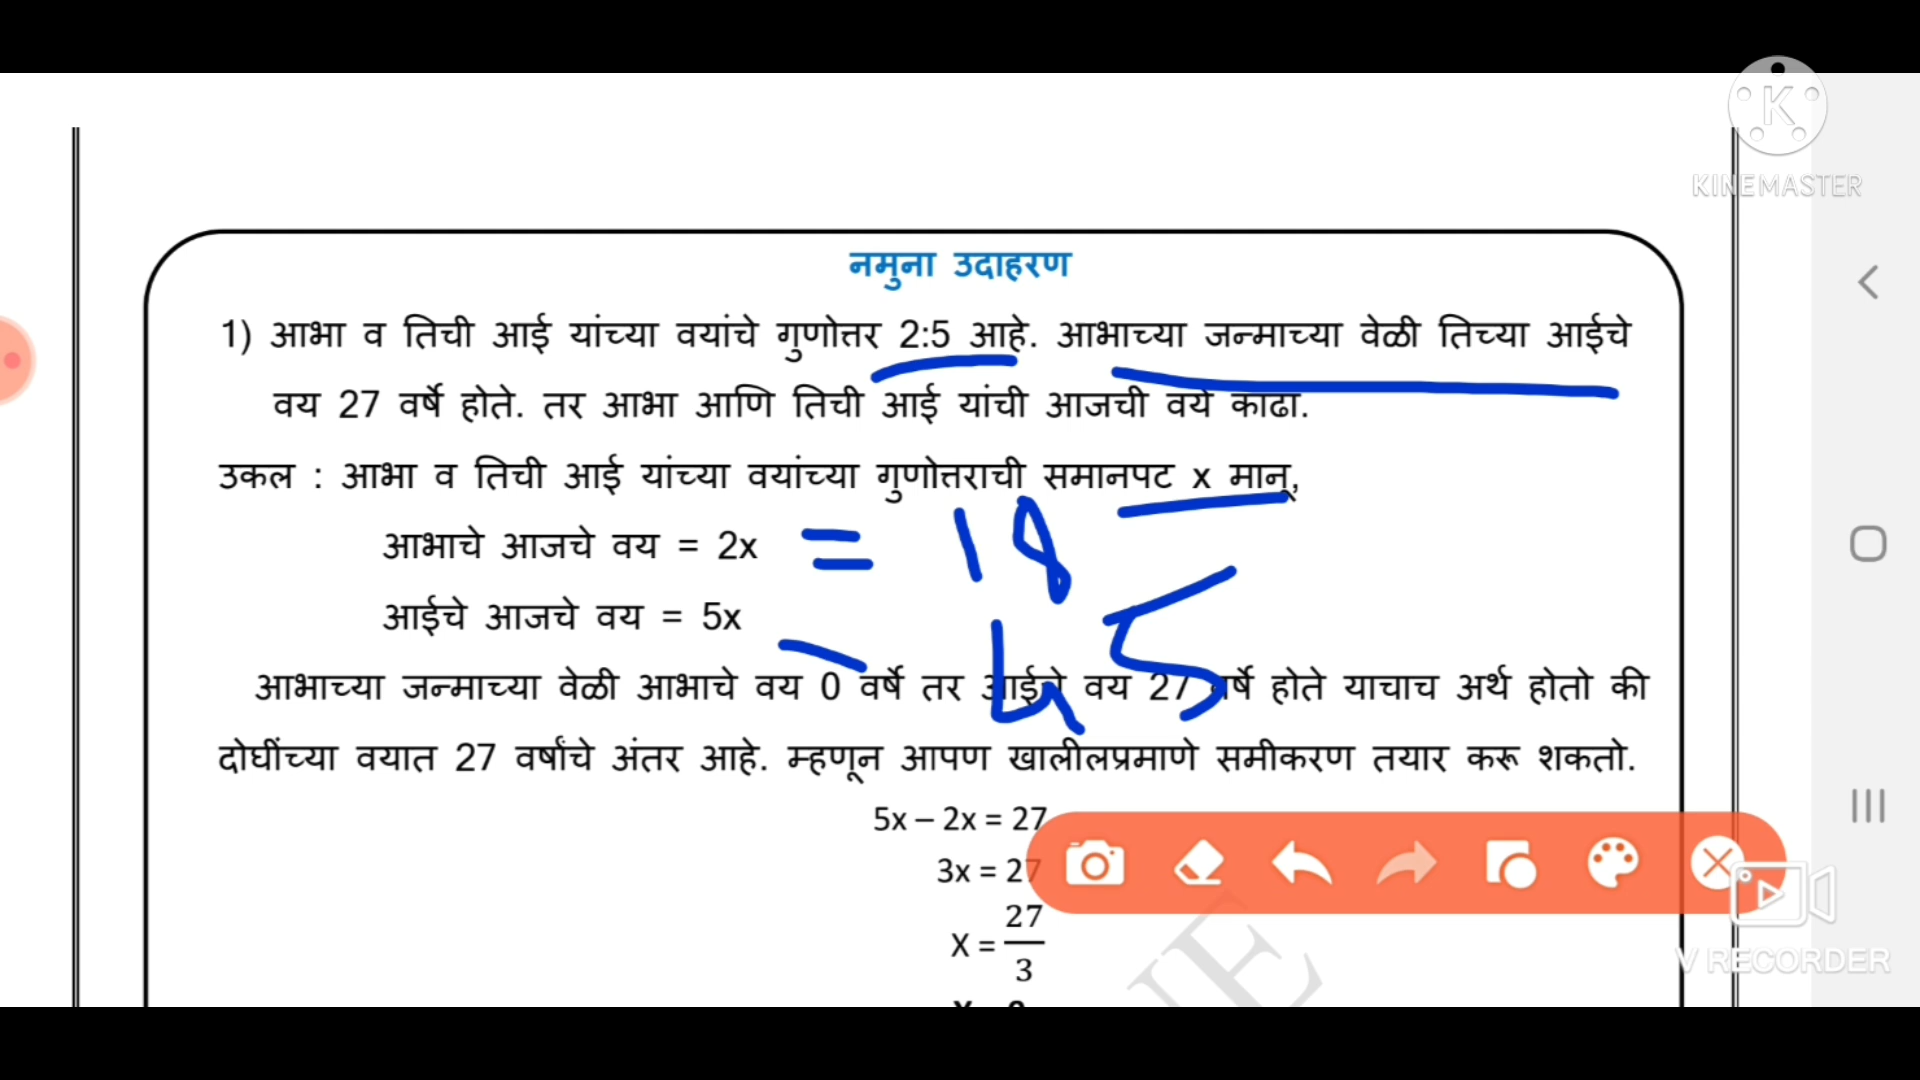 KINEMASTER
नमुना उदाहरण
1) आभा व तिची आई यांच्या वयांचे गुणोत्तर 2:5 आहे. आभाच्या जन्माच्या वेळी तिच्या आईचे
वय 27 वर्षे होते. तर आभा आणि तिची आई यांची आजची वये काढा.
उकल : आभा व तिची आई यांच्या वयांच्या गुणोत्तराची समानपट x मानू,
आभाचे आजचे वय = 2x = 18
आईचे आजचे वय = 5x 45
आभाच्या जन्माच्या वेळी आभाचे वय 0 वर्षे तर आईचे वय 27 वर्षे होते याचाच अर्थ होतो की
दोघींच्या वयात 27 वर्षांचे अंतर आहे. म्हणून आपण खालीलप्रमाणे समीकरण तयार करू शकतो.
5x – 2x = 27
3x = 27
X = 27/3
V RECORDER